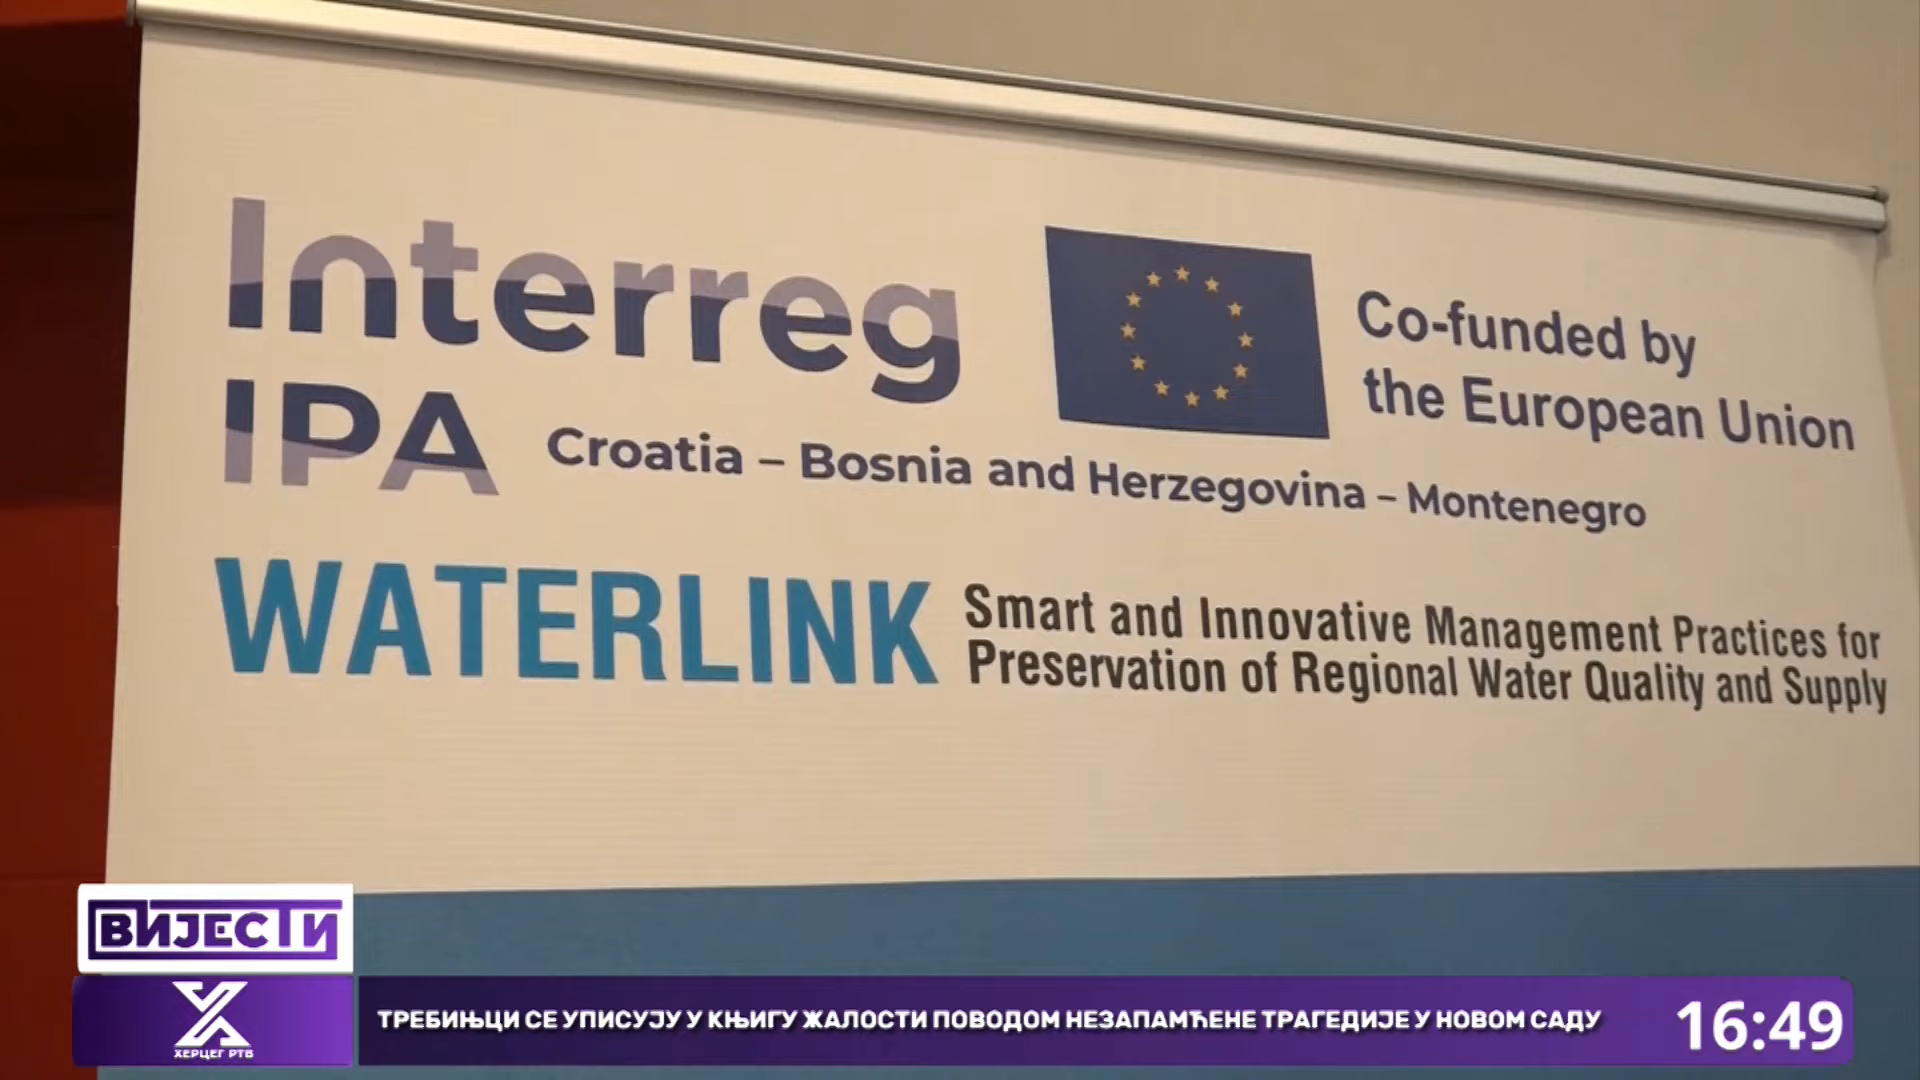 Interreg
Co-funded by
the European Union
IPA Croatia – Bosnia and Herzegovina – Montenegro
WATERLINK
Smart and Innovative Management Practices for
Preservation of Regional Water Quality and Supply
ВИЈЕСТИ
ХЕРЦЕГ РТВ
ТРЕБИЊЦИ СЕ УПИСУЈУ У КЊИГУ ЖАЛОСТИ ПОВОДОМ НЕЗАПАМЋЕНЕ ТРАГЕДИЈЕ У НОВОМ САДУ
16:49